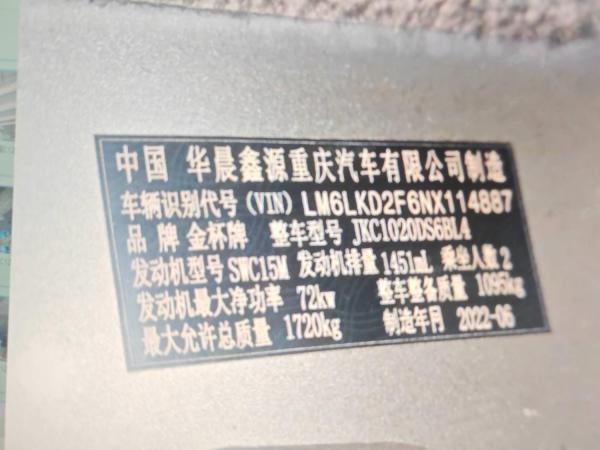 中国 华晨鑫源重庆汽车有限公司制造
车辆识别代号(VIN) LM6LKD2F6NX114887
品 牌 金杯牌 整车型号 JKC1020DS6BL4
发动机型号 SWC15M 发动机排量 1451mL 乘坐人数 2
发动机最大净功率 72kw 整车整备质量 1095kg
最大允许总质量 1720kg 制造年月 2022-06